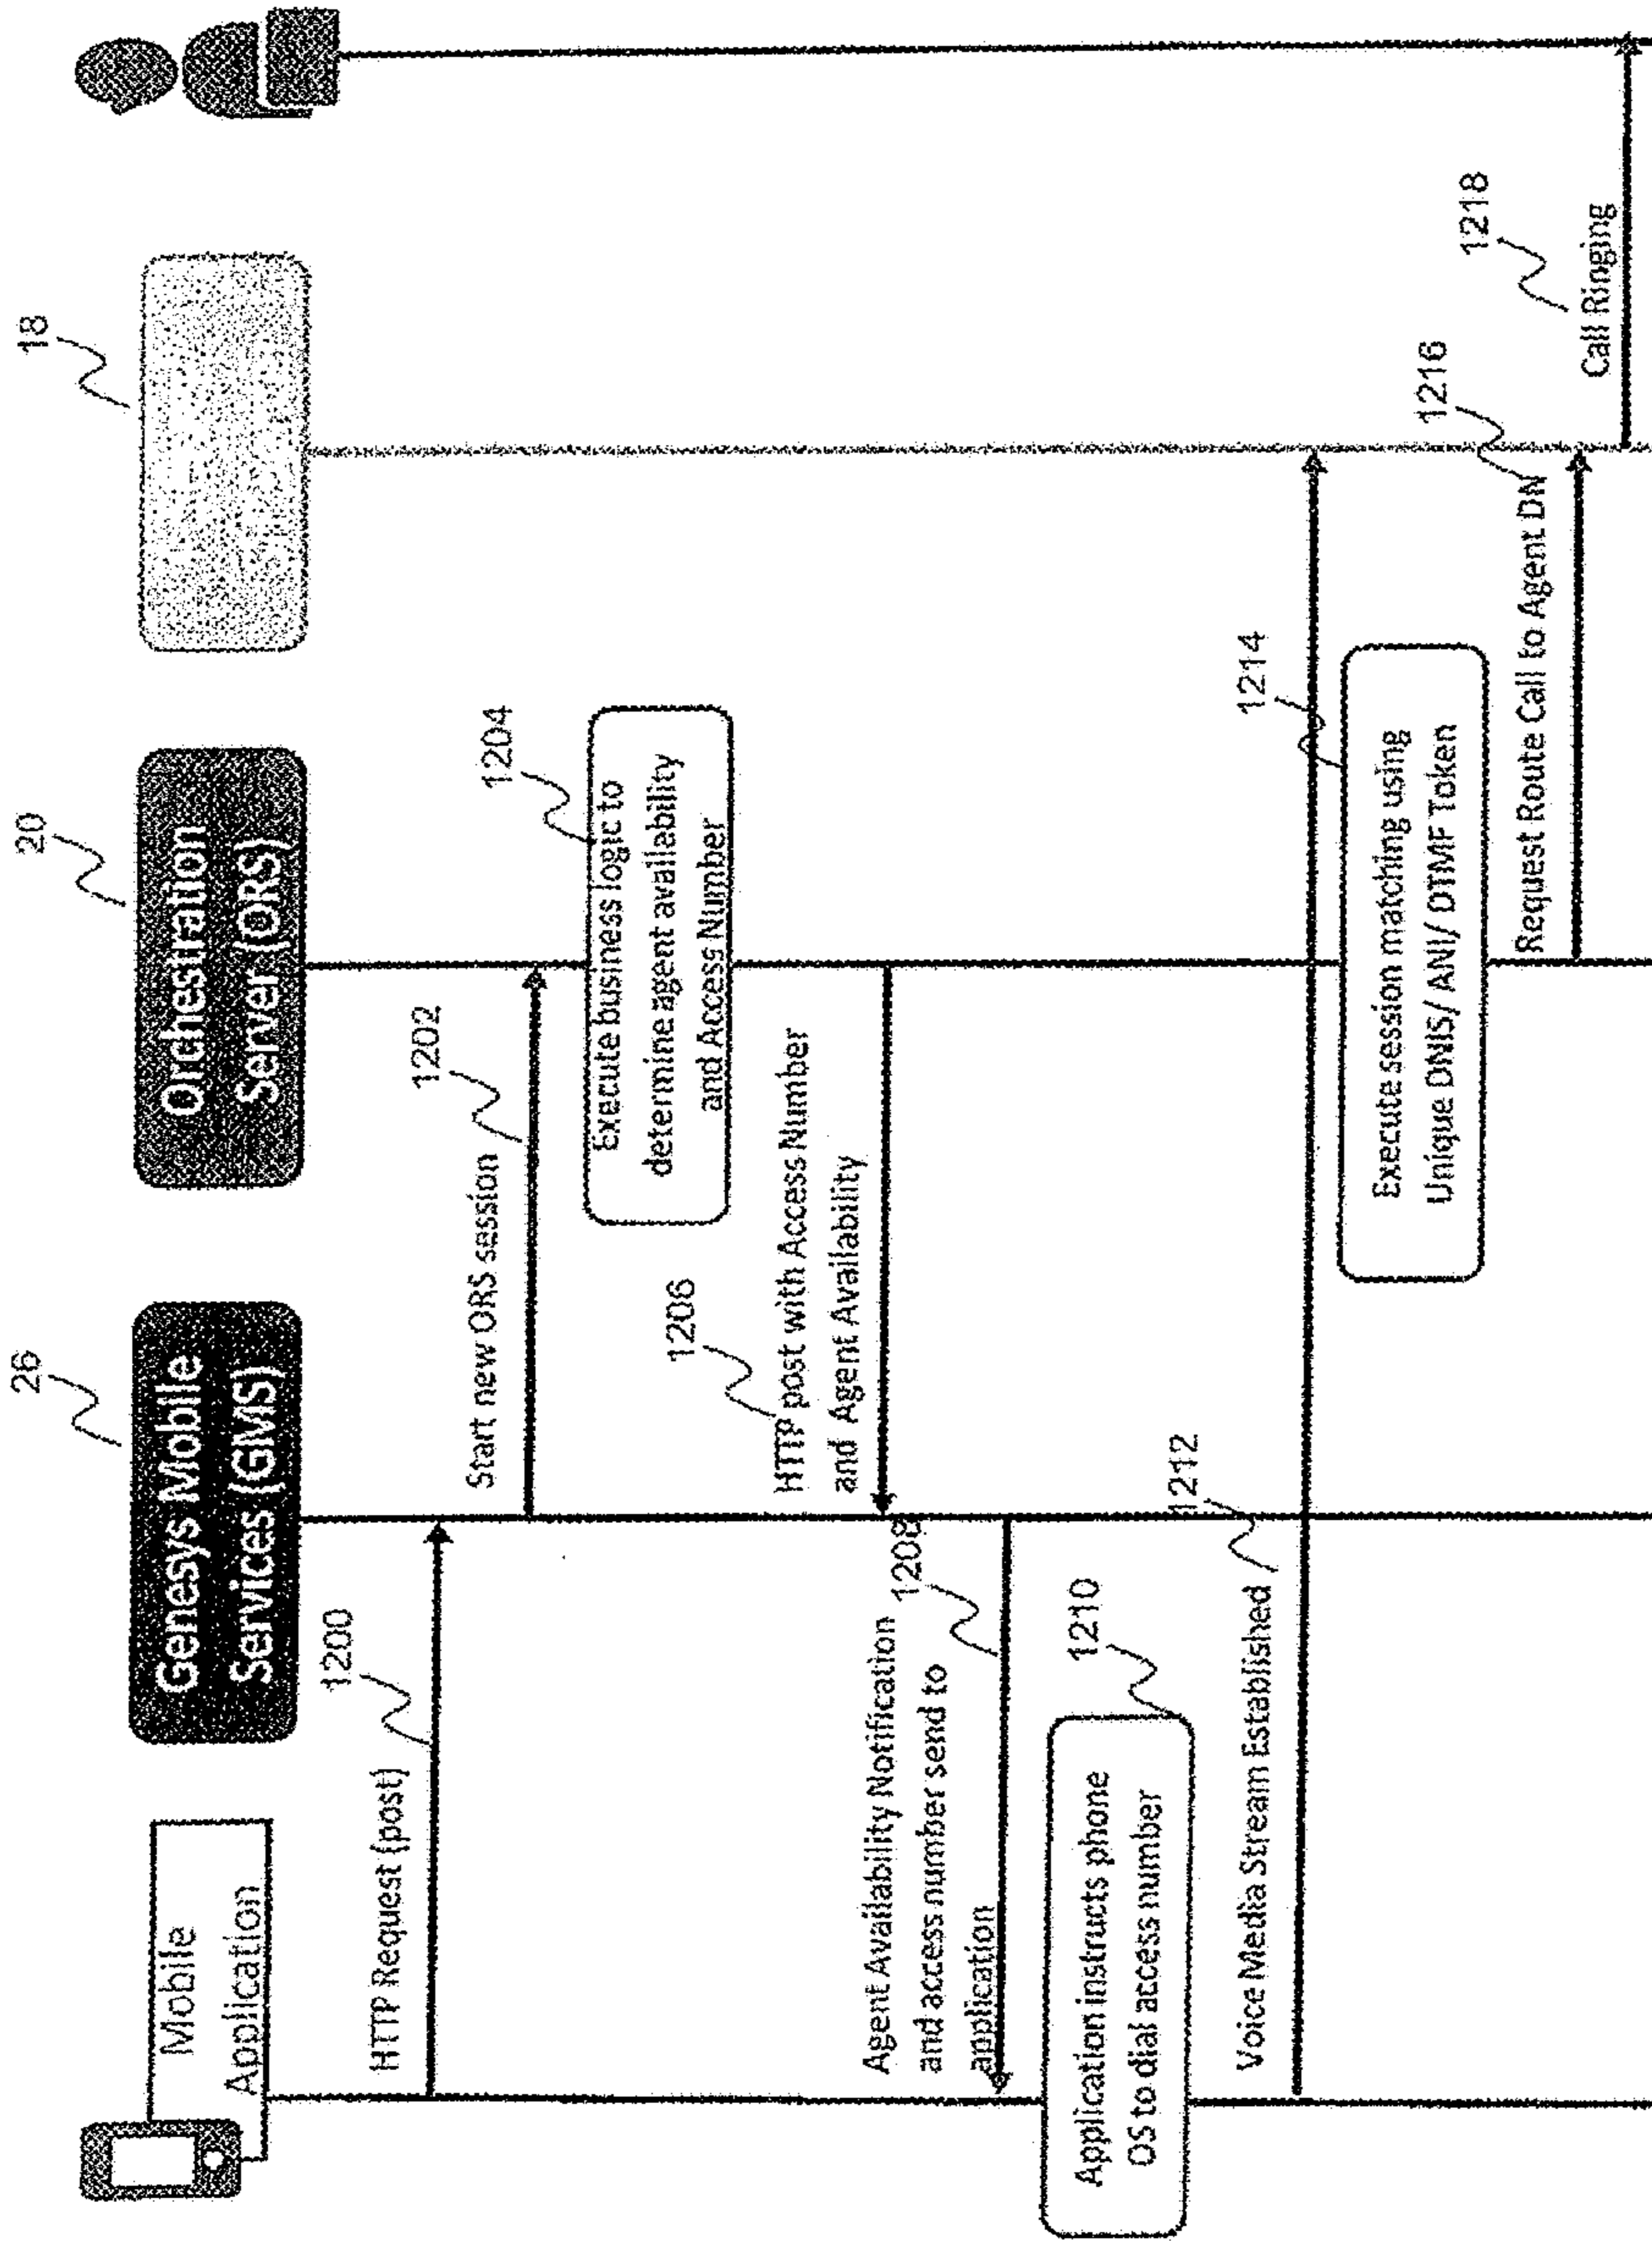 Mobile
Application
26
Genesys Mobile
Services (GMS)
20
Orchestration
Server (ORS)
18
HTTP Request (post)
1200
Start new ORS session
1202
Execute business logic to
determine agent availability
and Access Number
1204
HTTP post with Access Number
and Agent Availability
1206
Agent Availability Notification
and access number send to
application
1208
Application instructs phone
OS to dial access number
1210
Voice Media Stream Established
1212
Execute session matching using
Unique DNIS/ ANI/ DTMF Token
1214
Request Route Call to Agent DN
1216
Call Ringing
1218